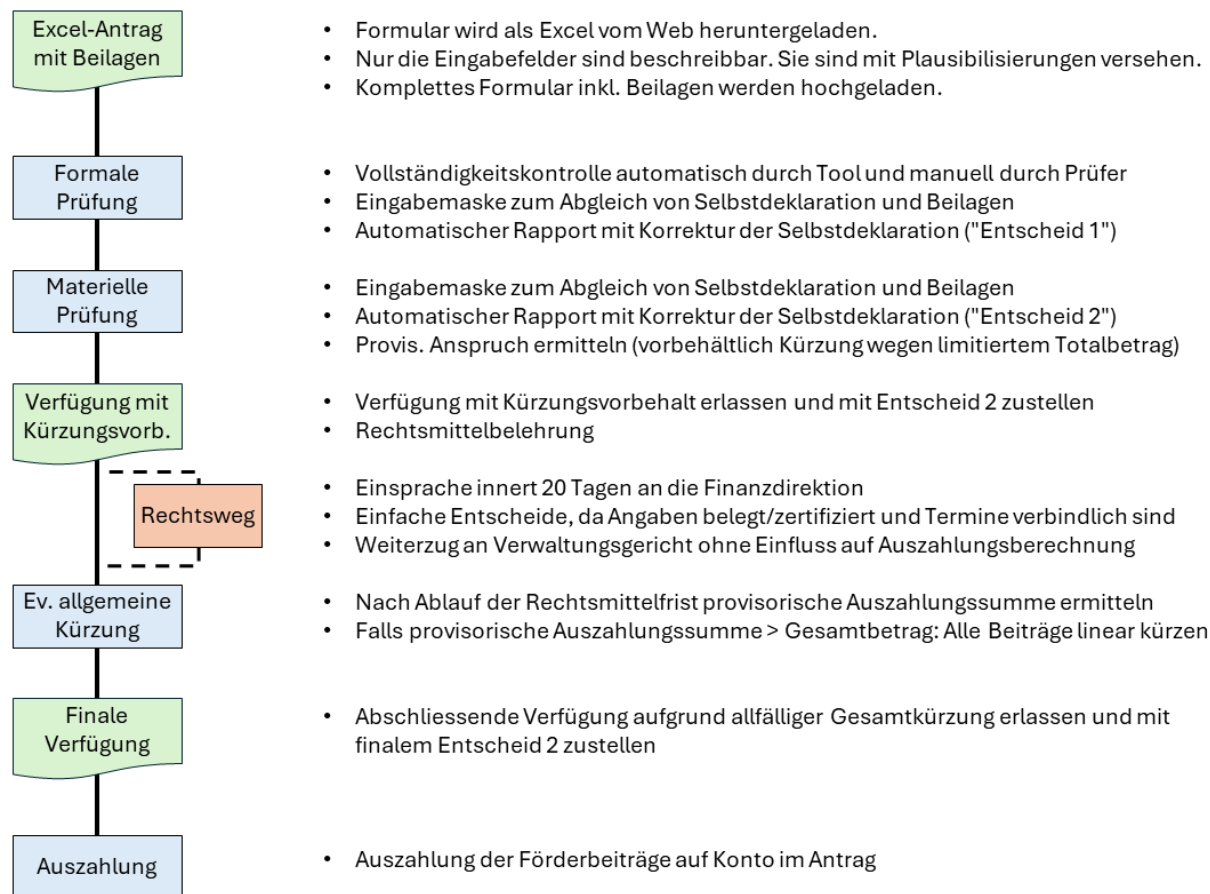 Excel-Antrag
mit Beilagen
• Formular wird als Excel vom Web heruntergeladen.
• Nur die Eingabefelder sind beschreibbar. Sie sind mit Plausibilisierungen versehen.
• Komplettes Formular inkl. Beilagen werden hochgeladen.
Formale
Prüfung
• Vollständigkeitskontrolle automatisch durch Tool und manuell durch Prüfer
• Eingabemaske zum Abgleich von Selbstdeklaration und Beilagen
• Automatischer Rapport mit Korrektur der Selbstdeklaration ("Entscheid 1")
Materielle
Prüfung
• Eingabemaske zum Abgleich von Selbstdeklaration und Beilagen
• Automatischer Rapport mit Korrektur der Selbstdeklaration ("Entscheid 2")
• Provis. Anspruch ermitteln (vorbehältlich Kürzung wegen limitiertem Totalbetrag)
Verfügung mit
Kürzungsvorb.
• Verfügung mit Kürzungsvorbehalt erlassen und mit Entscheid 2 zustellen
• Rechtsmittelbelehrung
Rechtsweg
• Einsprache innert 20 Tagen an die Finanzdirektion
• Einfache Entscheide, da Angaben belegt/zertifiziert und Termine verbindlich sind
• Weiterzug an Verwaltungsgericht ohne Einfluss auf Auszahlungsberechnung
Ev. allgemeine
Kürzung
• Nach Ablauf der Rechtsmittelfrist provisorische Auszahlungssumme ermitteln
• Falls provisorische Auszahlungssumme > Gesamtbetrag: Alle Beiträge linear kürzen
Finale
Verfügung
• Abschliessende Verfügung aufgrund allfälliger Gesamtkürzung erlassen und mit
finalem Entscheid 2 zustellen
Auszahlung
• Auszahlung der Förderbeiträge auf Konto im Antrag